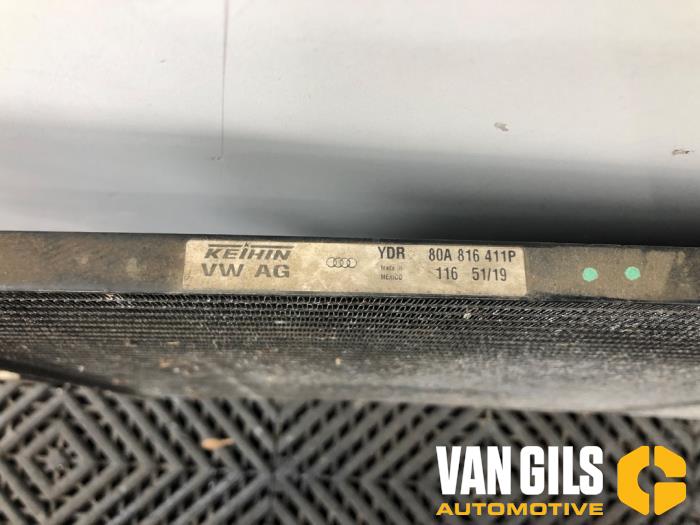 KEIHIN
VW AG
YDR 80A 816 411P
Made in
MEXICO
116 51/19
VAN GILS
AUTOMOTIVE